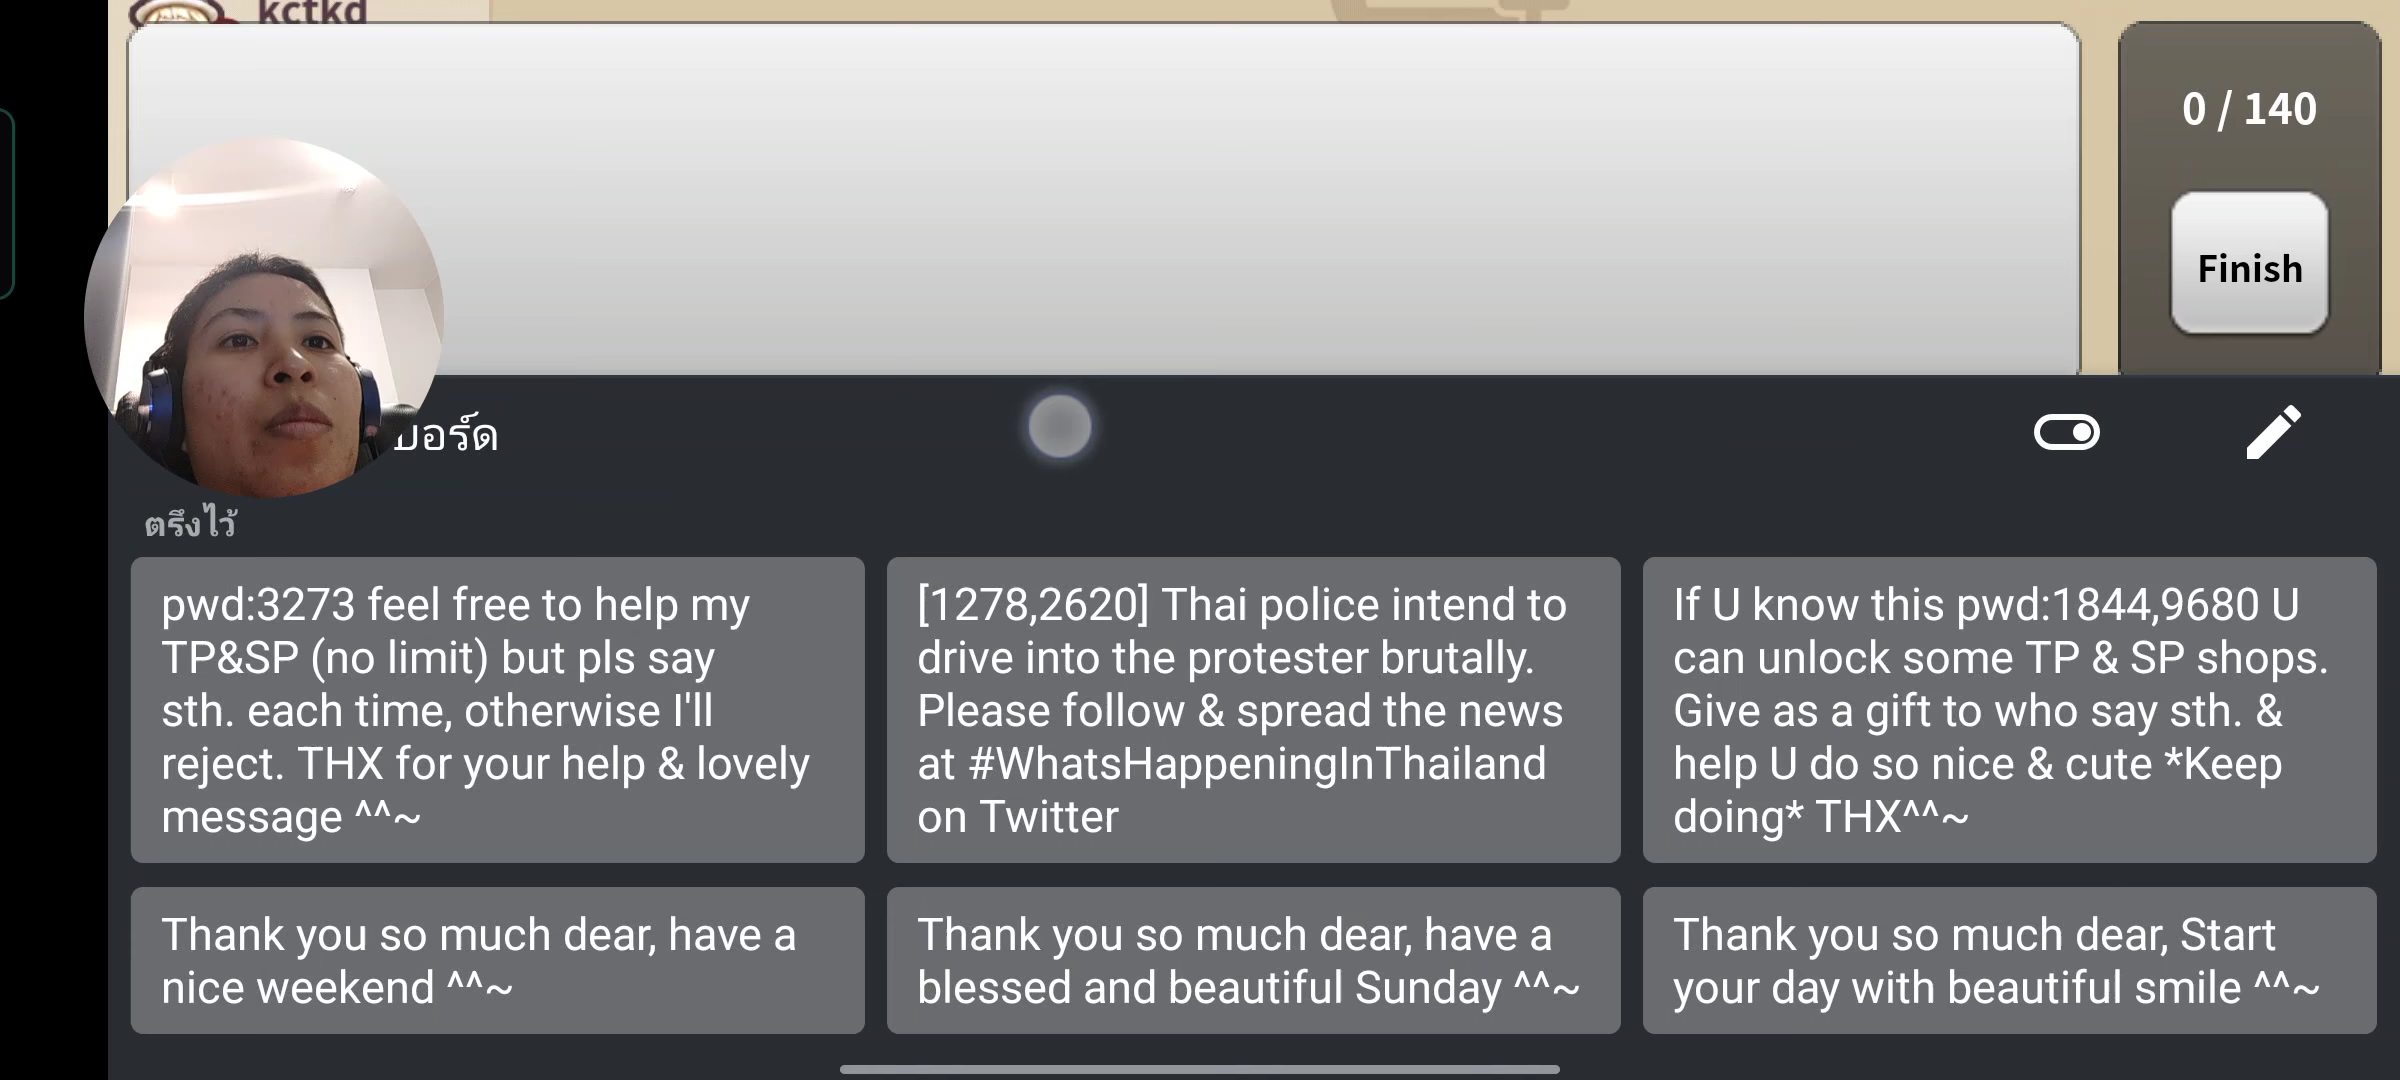 kctkd
0 / 140
Finish
บอร์ด
ตรึงไว้
pwd:3273 feel free to help my
TP&SP (no limit) but pls say
sth. each time, otherwise I'll
reject. THX for your help & lovely
message ^^~
[1278,2620] Thai police intend to
drive into the protester brutally.
Please follow & spread the news
at #WhatsHappeningInThailand
on Twitter
If U know this pwd:1844,9680 U
can unlock some TP & SP shops.
Give as a gift to who say sth. &
help U do so nice & cute *Keep
doing* THX^^~
Thank you so much dear, have a
nice weekend ^^~
Thank you so much dear, have a
blessed and beautiful Sunday ^^~
Thank you so much dear, Start
your day with beautiful smile ^^~